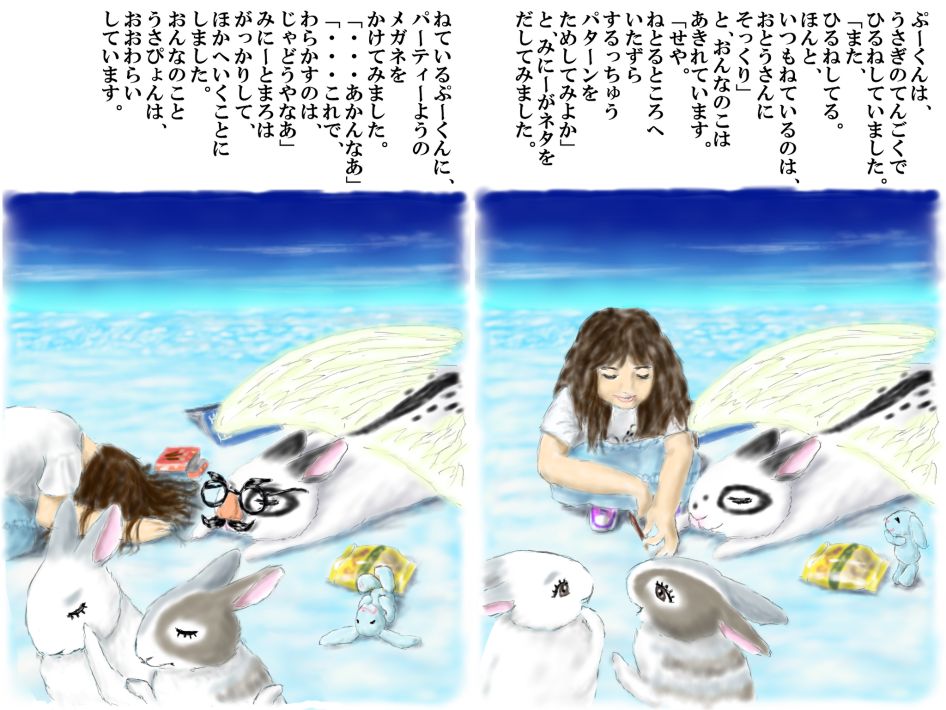 ぷーくんは、
うさぎのてんごくで
ひるねしていました。
「また、
ひるねしてる。
ほんと、
いつもねているのは、
おとうさんに
そっくり」
と、おんなのこは
あきれています。
「せや。
ねとるところへ
いたずら
するっちゅう
パターンを
ためしてみよか」
と、みにーがネタを
だしてみました。
ねているぷーくんに、
パーティーようの
メガネを
かけてみました。
「・・・・あかんなあ」
「・・・・これで、
わらかすのは、
じゃどうやなあ」
みにーとまろは
がっかりして、
ほかへいくことに
しました。
おんなのこと
うさぴょんは、
おおわらい
しています。